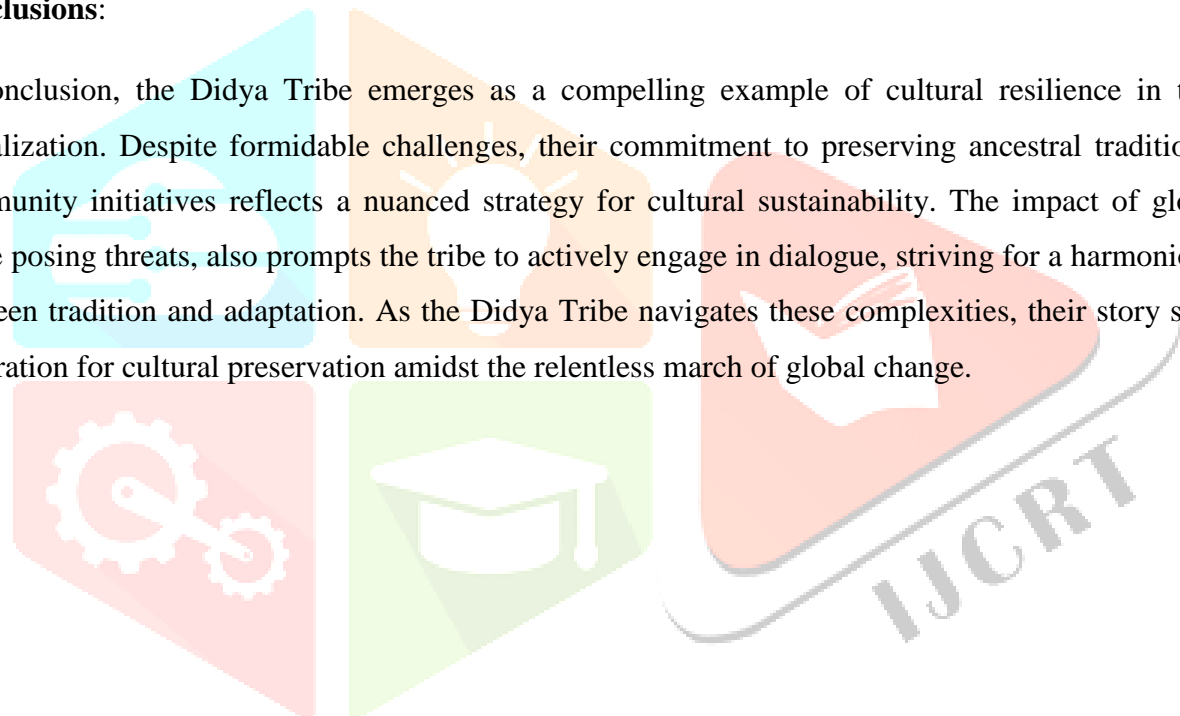 clusions:
onclusion, the Didya Tribe emerges as a compelling example of cultural resilience in t
alization. Despite formidable challenges, their commitment to preserving ancestral traditio
munity initiatives reflects a nuanced strategy for cultural sustainability. The impact of glo
e posing threats, also prompts the tribe to actively engage in dialogue, striving for a harmoni
een tradition and adaptation. As the Didya Tribe navigates these complexities, their story s
ration for cultural preservation amidst the relentless march of global change.
IJCRT